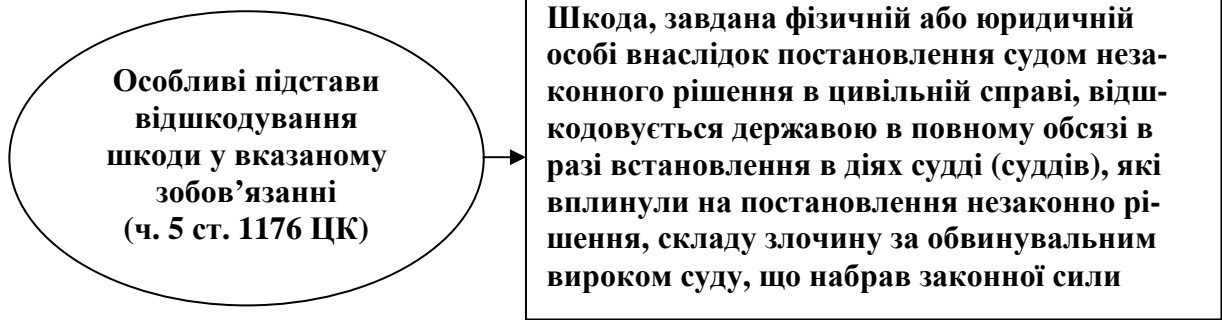 Особливі підстави
відшкодування
шкоди у вказаному
зобов’язанні
(ч. 5 ст. 1176 ЦК)
Шкода, завдана фізичній або юридичній
особі внаслідок постановлення судом неза-
конного рішення в цивільній справі, відш-
кодовується державою в повному обсязі в
разі встановлення в діях судді (суддів), які
вплинули на постановлення незаконно рі-
шення, складу злочину за обвинувальним
вироком суду, що набрав законної сили